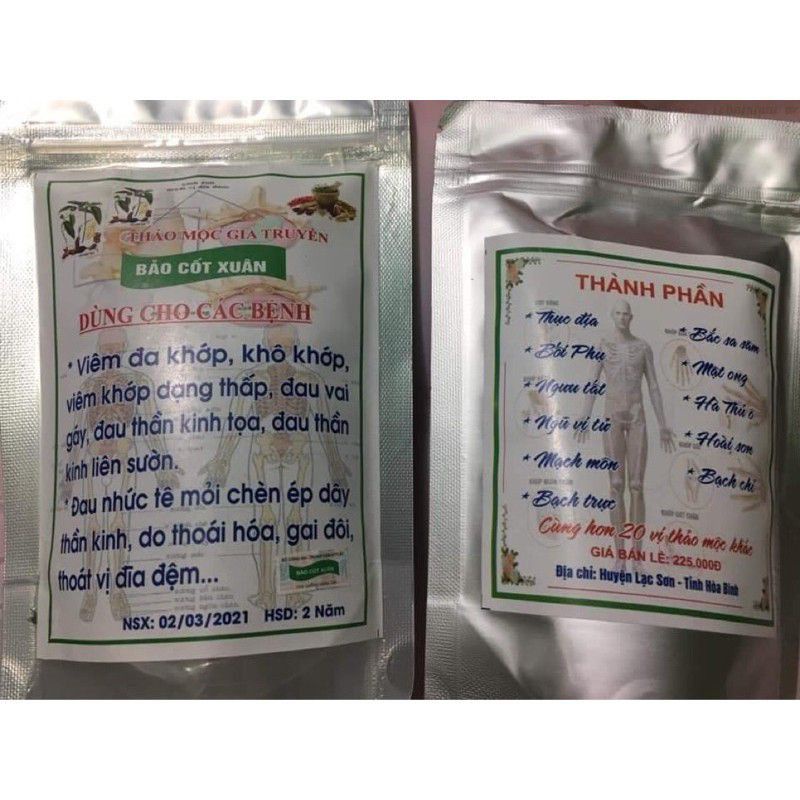 THẢO MỘC GIA TRUYỀN
BẢO CỐT XUÂN
DÙNG CHO CÁC BỆNH
* Viêm đa khớp, khô khớp,
viêm khớp dạng thấp, đau vai
gáy, đau thần kinh tọa, đau thần
kinh liên sườn.
* Đau nhức tê mỏi chèn ép dây
thần kinh, do thoái hóa, gai đôi,
thoát vị đĩa đệm...
BẢO CỐT XUÂN
NSX: 02/03/2021 HSD: 2 Năm
THÀNH PHẦN
* Thục địa
* Bối Phụ
* Ngưu tất
* Ngũ vị tử
* Mạch môn
* Bạch trục
* Bắc sa sâm
* Mật ong
* Hà Thủ ô
* Hoài sơn
* Bạch chỉ
Cùng hơn 20 vị thảo mộc khác
GIÁ BÁN LẺ: 225.000Đ
Địa chỉ: Huyện Lạc Sơn - Tỉnh Hòa Bình